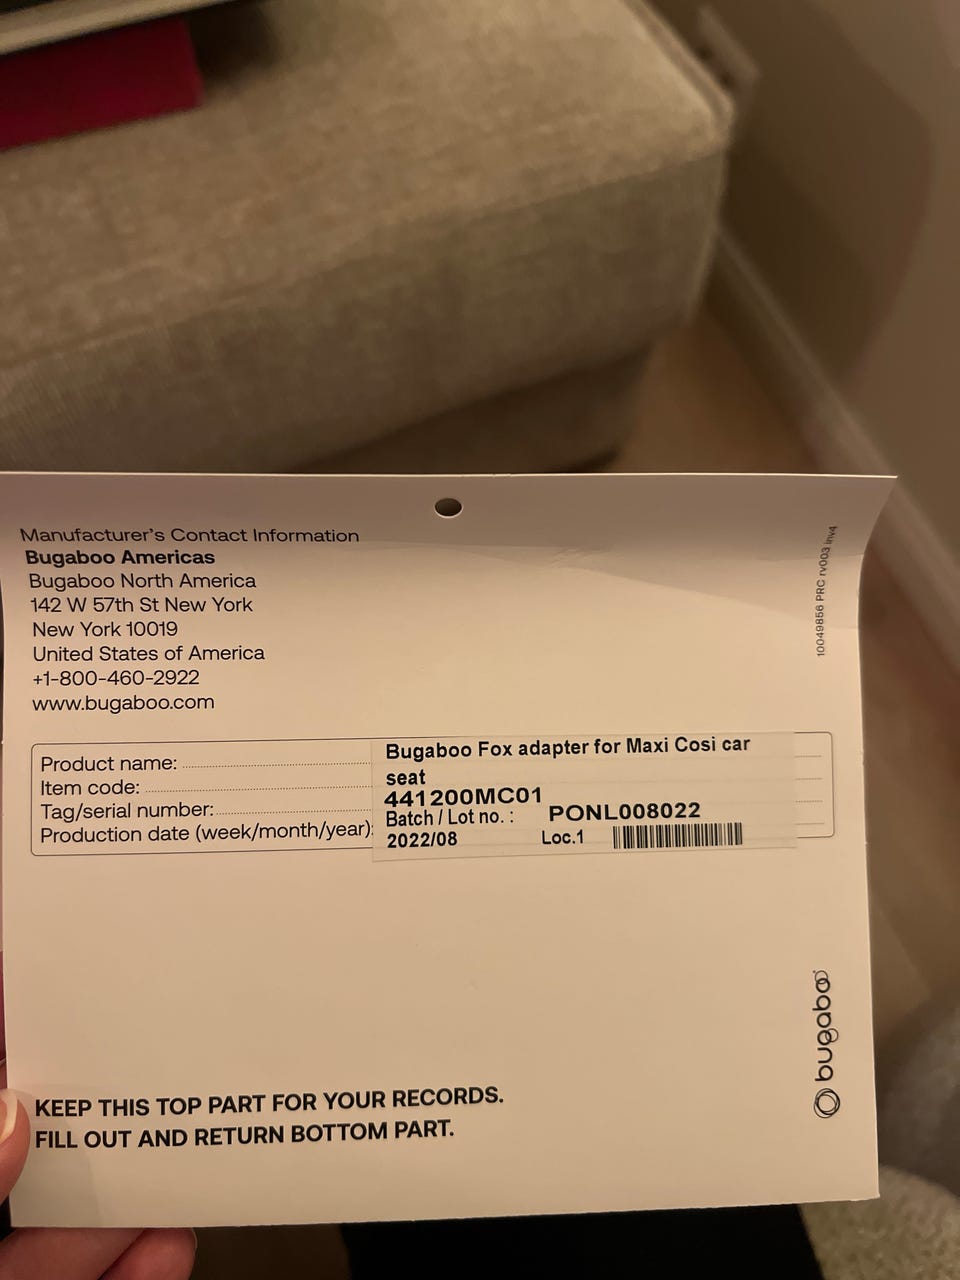 Manufacturer's Contact Information
Bugaboo Americas
Bugaboo North America
142 W 57th St New York
New York 10019
United States of America
+1-800-460-2922
www.bugaboo.com
10049856 PRC rv003 inv4
Product name:
Bugaboo Fox adapter for Maxi Cosi car
seat
Item code:
441200MC01
Tag/serial number:
Batch / Lot no. : PONL008022
Production date (week/month/year):
2022/08 Loc.1
bugaboo
KEEP THIS TOP PART FOR YOUR RECORDS.
FILL OUT AND RETURN BOTTOM PART.